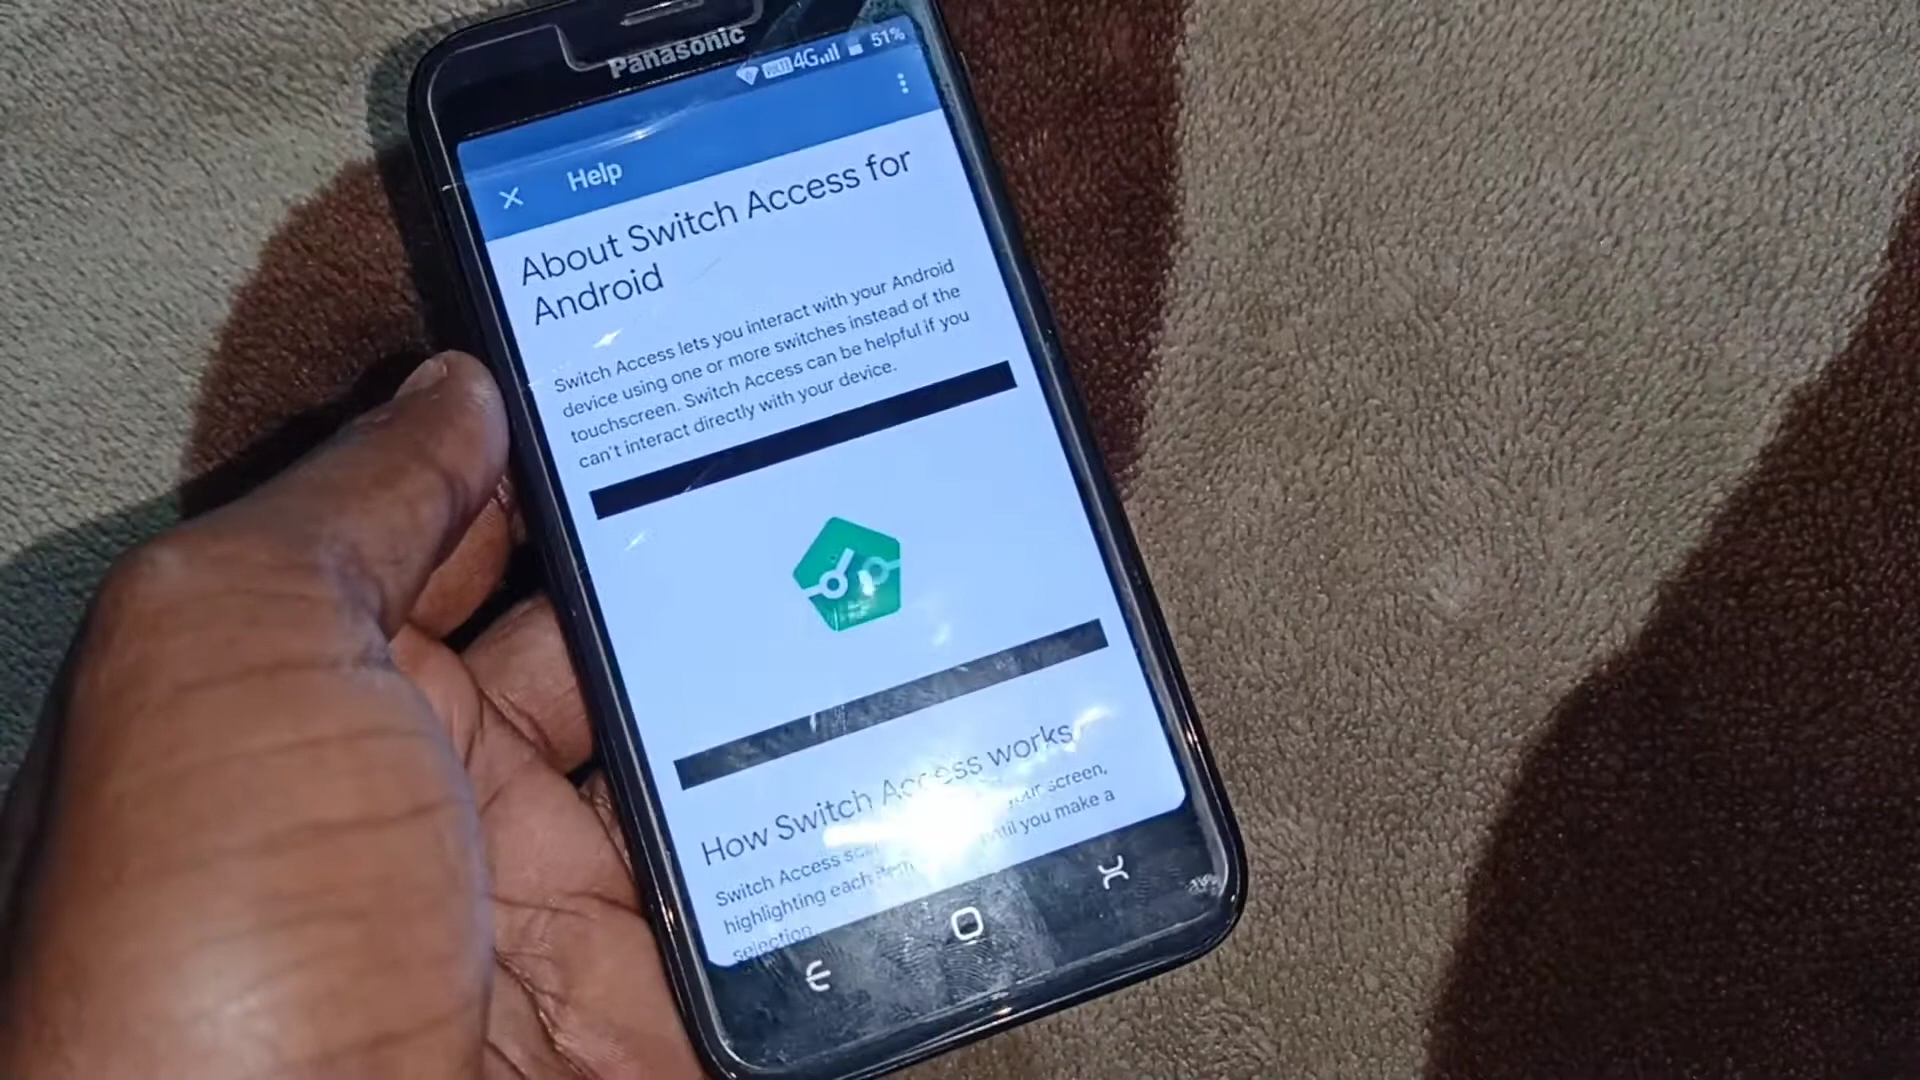 Panasonic
VoLTE 4G 51%
Help
About Switch Access for
Android
Switch Access lets you interact with your Android
device using one or more switches instead of the
touchscreen. Switch Access can be helpful if you
can't interact directly with your device.
How Switch Access works
Switch Access your screen,
highlighting each until you make a
selection.